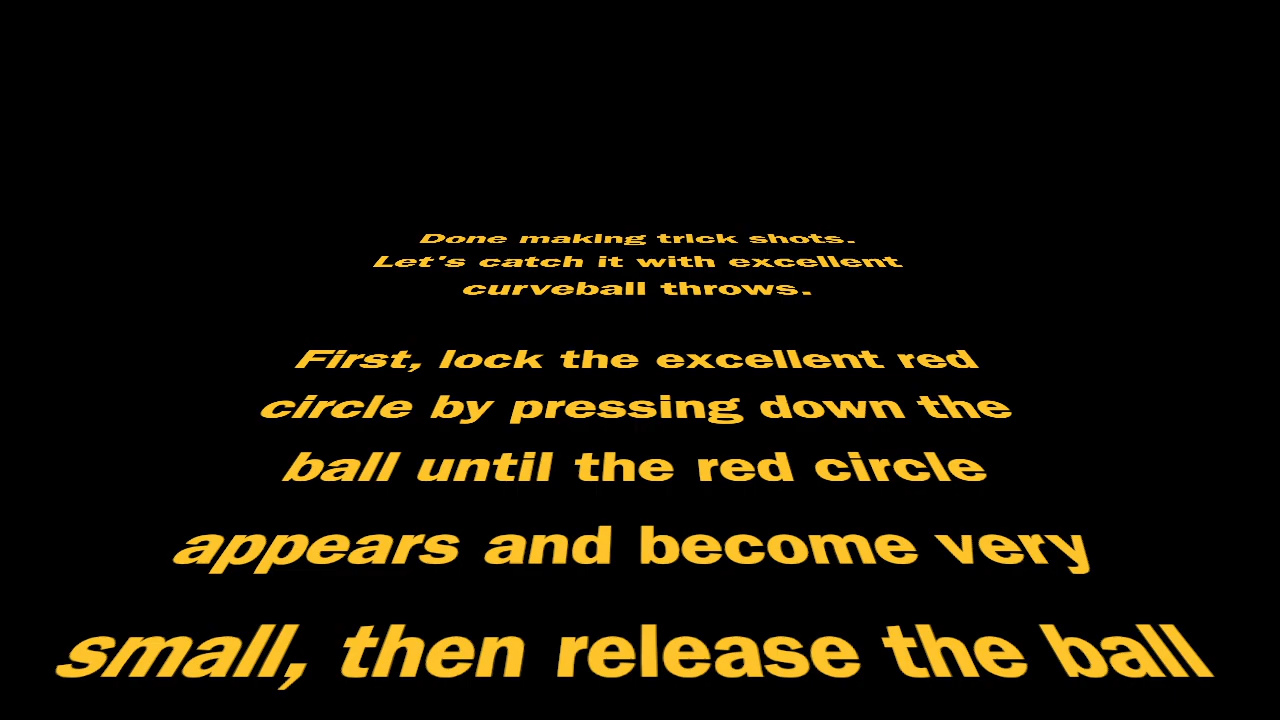 Done making trick shots.
Let's catch it with excellent
curveball throws.
First, lock the excellent red
circle by pressing down the
ball until the red circle
appears and become very
small, then release the ball